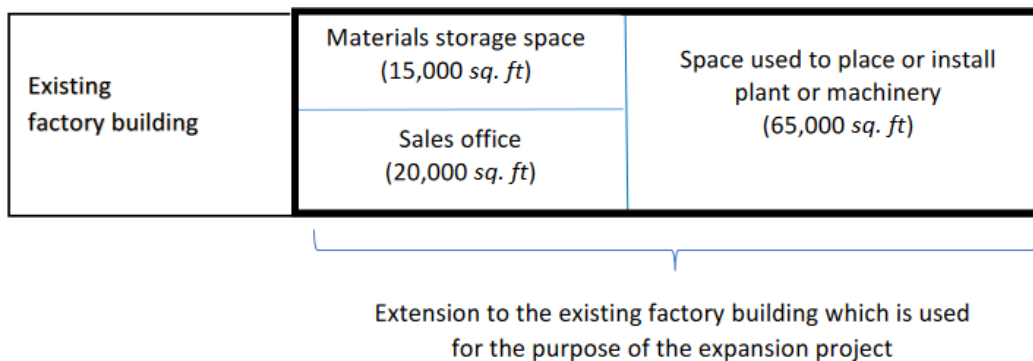 Existing
factory building
Materials storage space
(15,000 sq. ft)
Sales office
(20,000 sq. ft)
Space used to place or install
plant or machinery
(65,000 sq. ft)
Extension to the existing factory building which is used
for the purpose of the expansion project